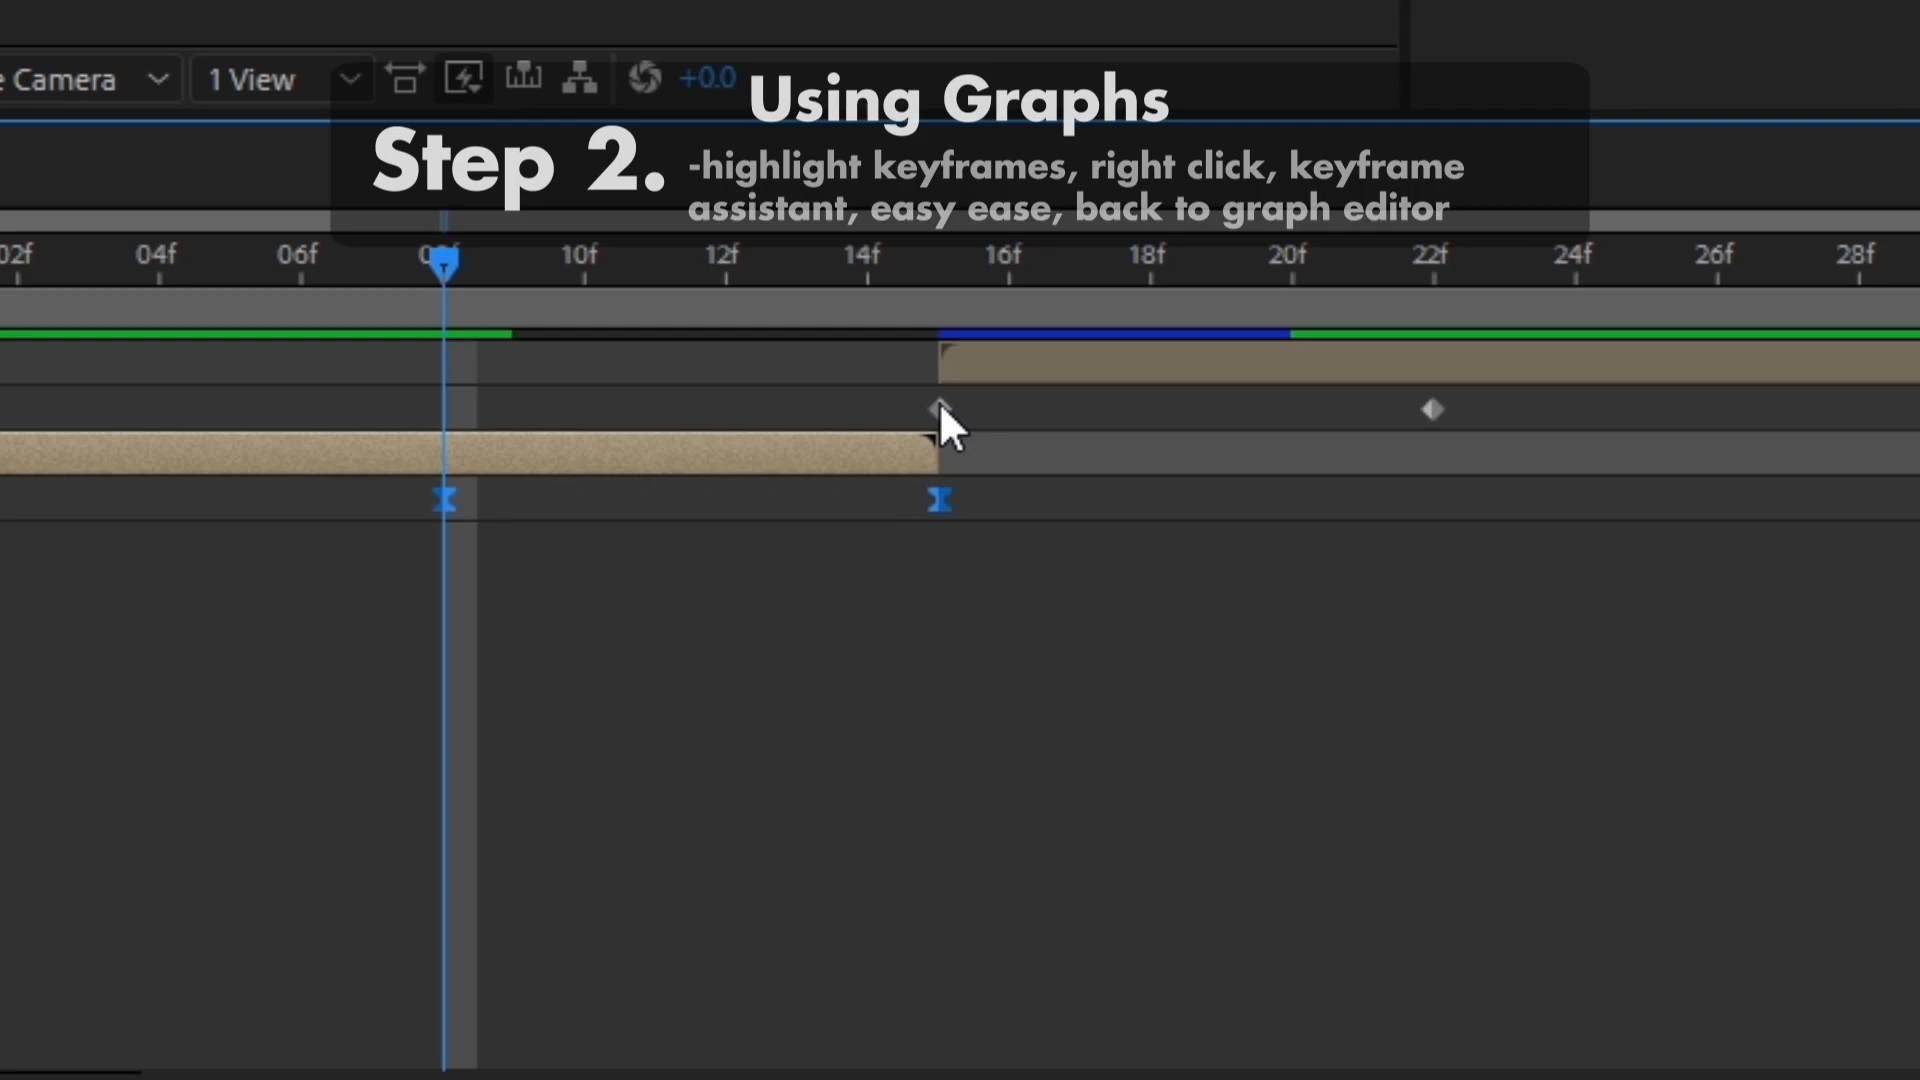 e Camera
1 View
+0.0
Using Graphs
Step 2.
-highlight keyframes, right click, keyframe
assistant, easy ease, back to graph editor
02f 04f 06f 10f 12f 14f 16f 18f 20f 22f 24f 26f 28f